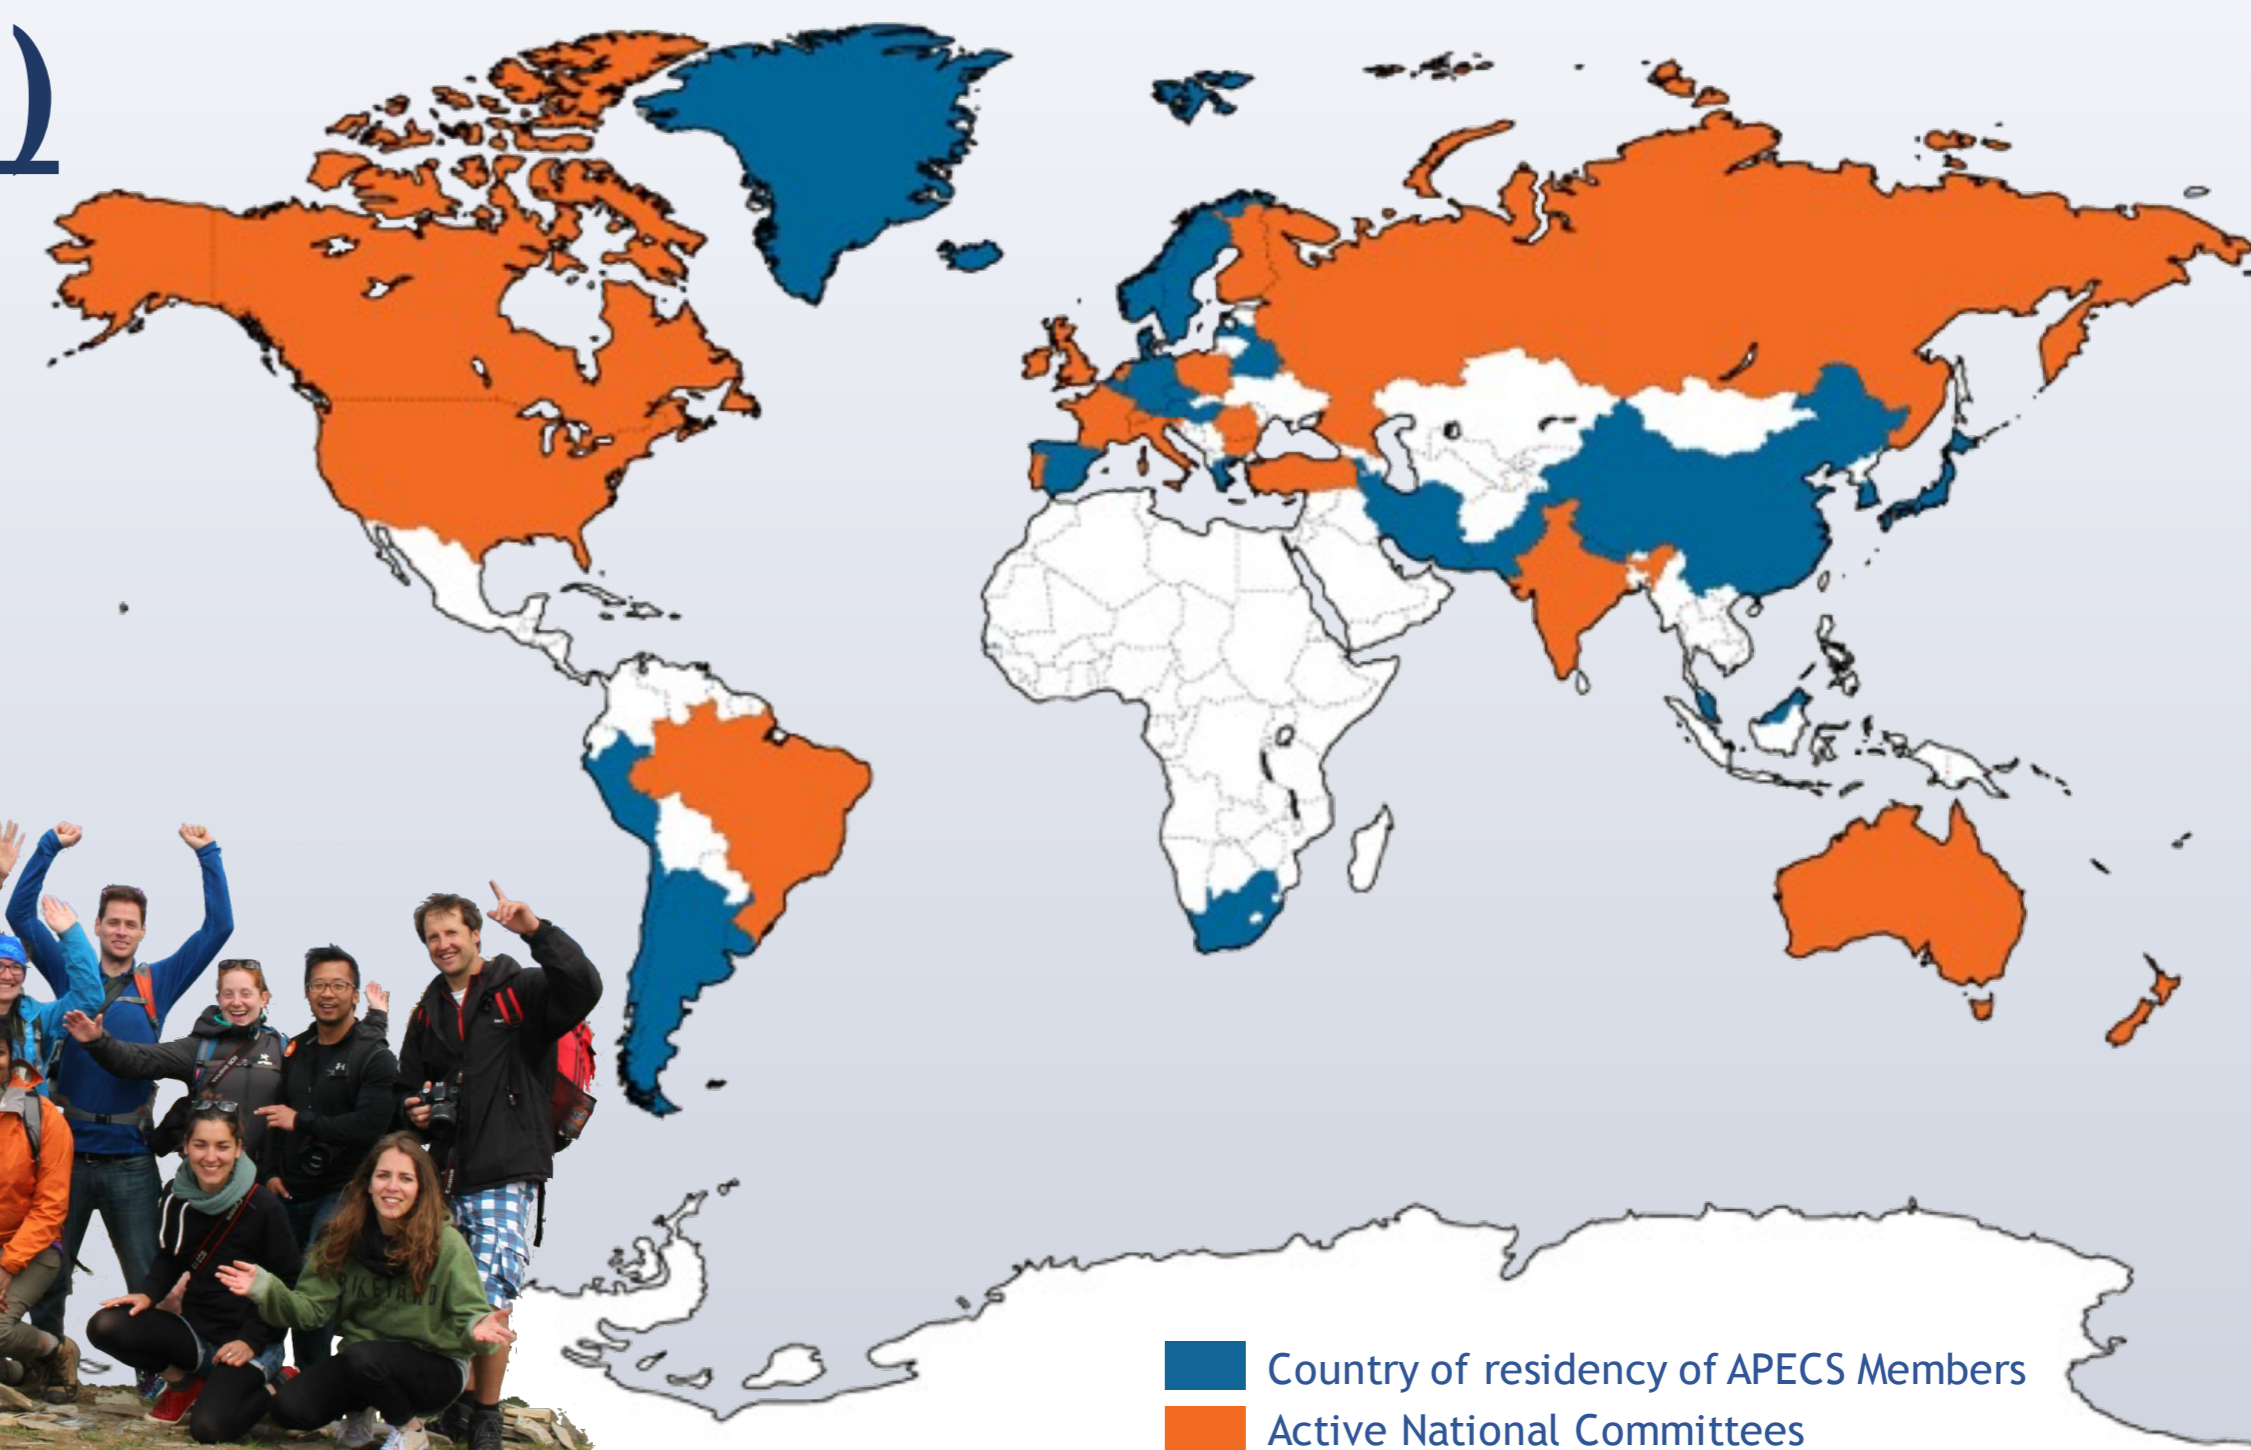 )
Country of residency of APECS Members
Active National Committees